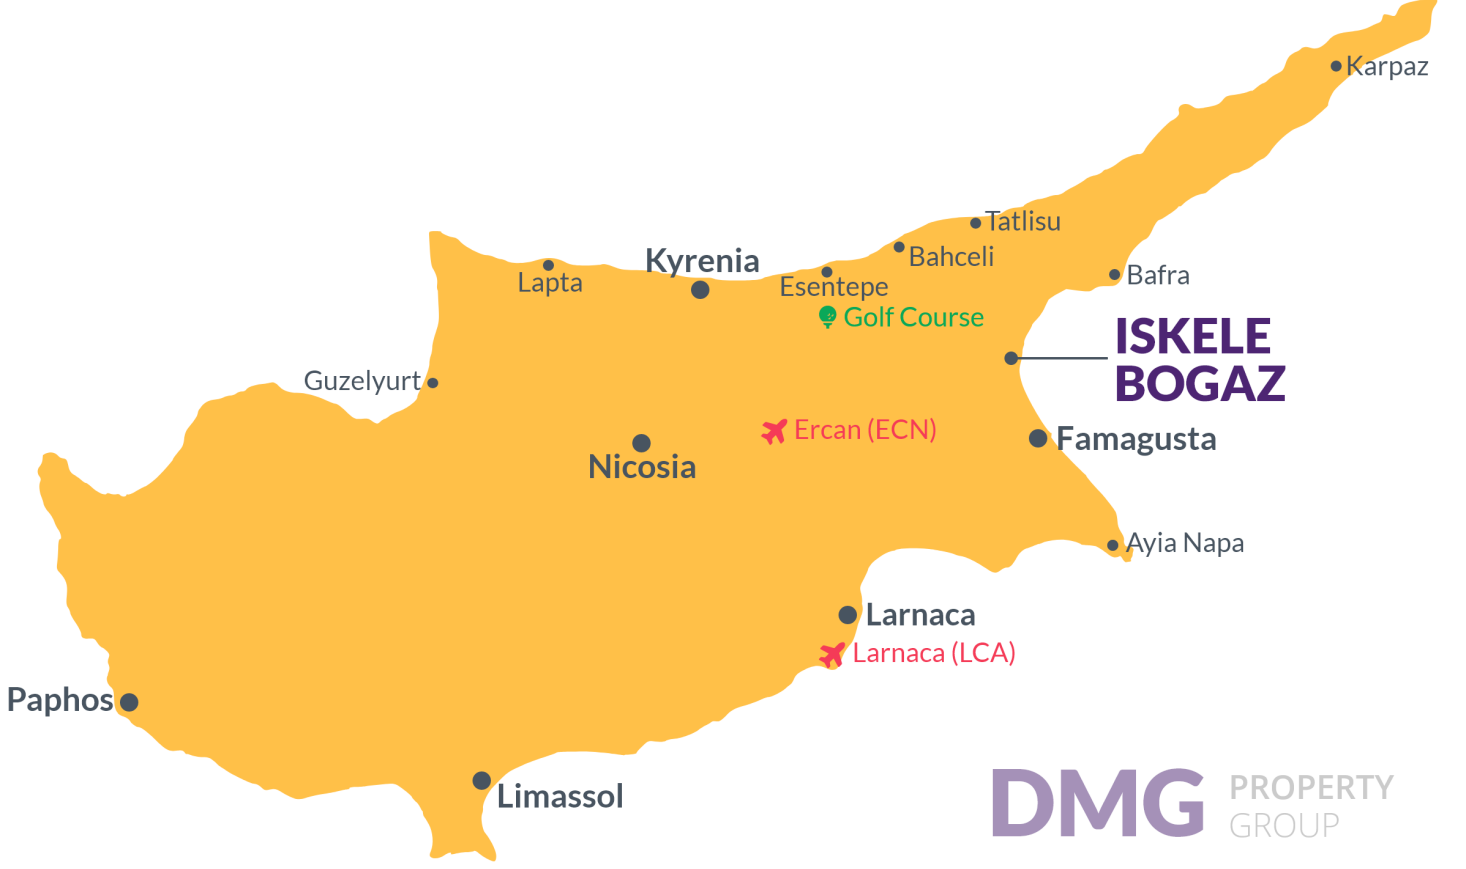 Karpaz
Tatlisu
Kyrenia
Bahceli
Lapta
Esentepe
Bafra
Golf Course
ISKELE
BOGAZ
Guzelyurt
Ercan (ECN)
Famagusta
Nicosia
Ayia Napa
Larnaca
Larnaca (LCA)
Paphos
Limassol
DMG PROPERTY
GROUP